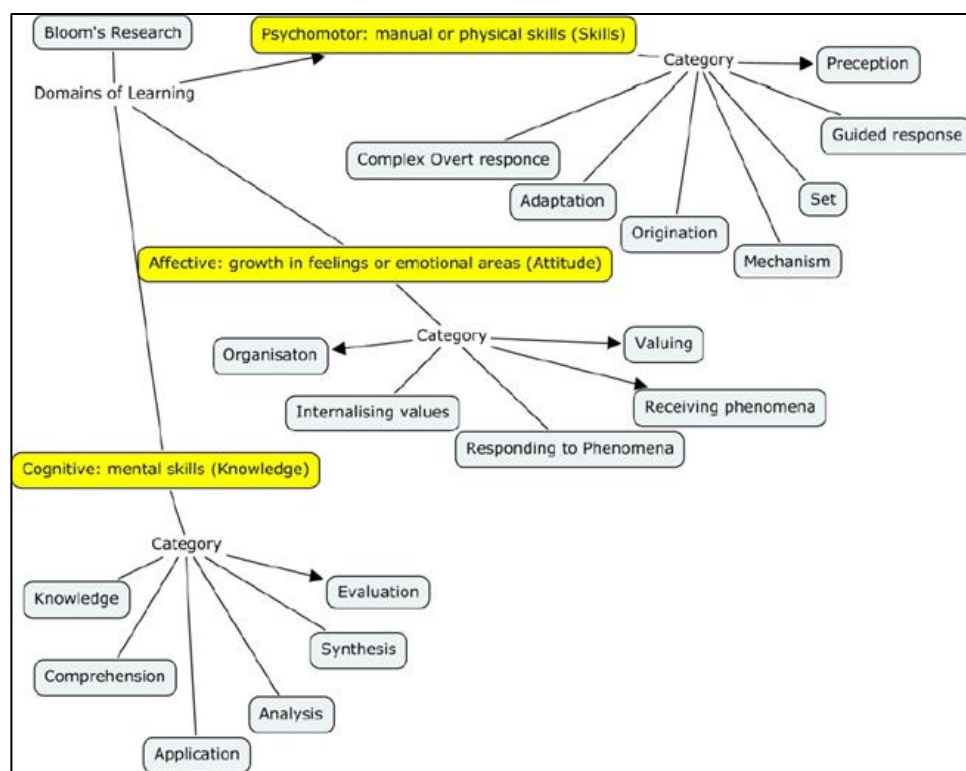 Bloom's Research
Psychomotor: manual or physical skills (Skills)
Category
Preception
Domains of Learning
Guided response
Complex Overt responce
Adaptation
Set
Origination
Mechanism
Affective: growth in feelings or emotional areas (Attitude)
Category
Valuing
Organisaton
Internalising values
Receiving phenomena
Responding to Phenomena
Cognitive: mental skills (Knowledge)
Category
Evaluation
Knowledge
Synthesis
Comprehension
Analysis
Application